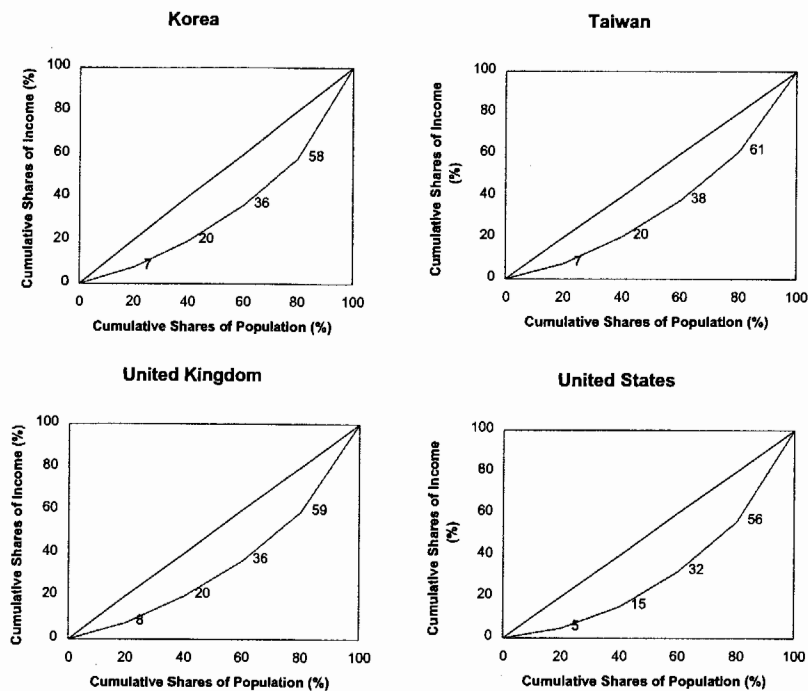 Korea
Cumulative Shares of Income (%)
100
80
60
40
20
0
7
20
36
58
0 20 40 60 80 100
Cumulative Shares of Population (%)
Taiwan
Cumulative Shares of Income
(%)
100
80
60
40
20
0
7
20
38
61
0 20 40 60 80 100
Cumulative Shares of Population (%)
United Kingdom
Cumulative Shares of Income (%)
100
80
60
40
20
0
8
20
36
59
0 20 40 60 80 100
Cumulative Shares of Population (%)
United States
Cumulative Shares of Income
(%)
100
80
60
40
20
0
5
15
32
56
0 20 40 60 80 100
Cumulative Shares of Population (%)